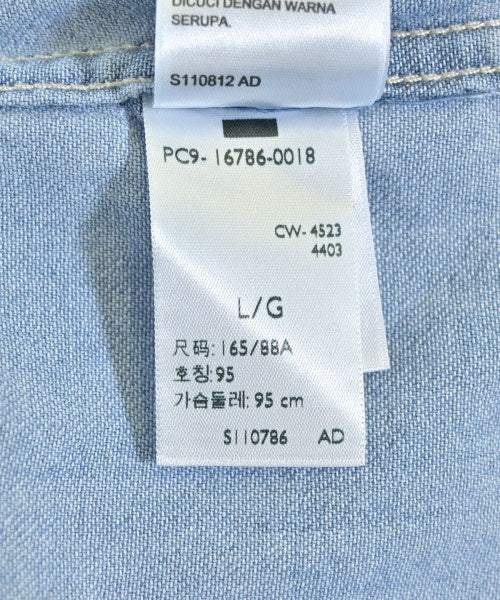 DICUCI DENGAN WARNA
SERUPA.
S110812 AD
PC9- 16786-0018
CW- 4523
4403
L/G
尺码: 165/88A
호칭: 95
가슴둘레: 95 cm
S110786 AD